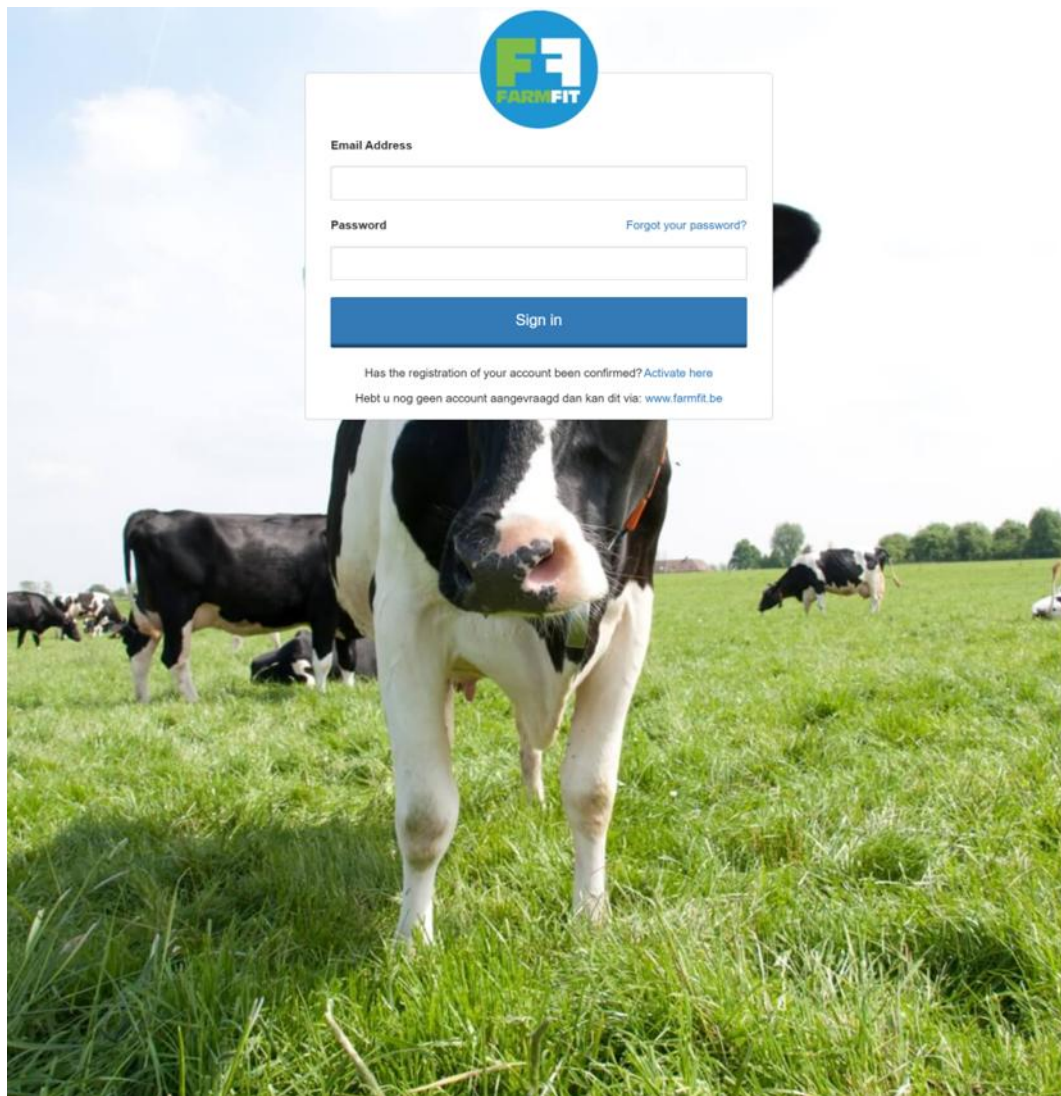 FF
FARMFIT
Email Address
Password Forgot your password?
Sign in
Has the registration of your account been confirmed? Activate here
Hebt u nog geen account aangevraagd dan kan dit via: www.farmfit.be